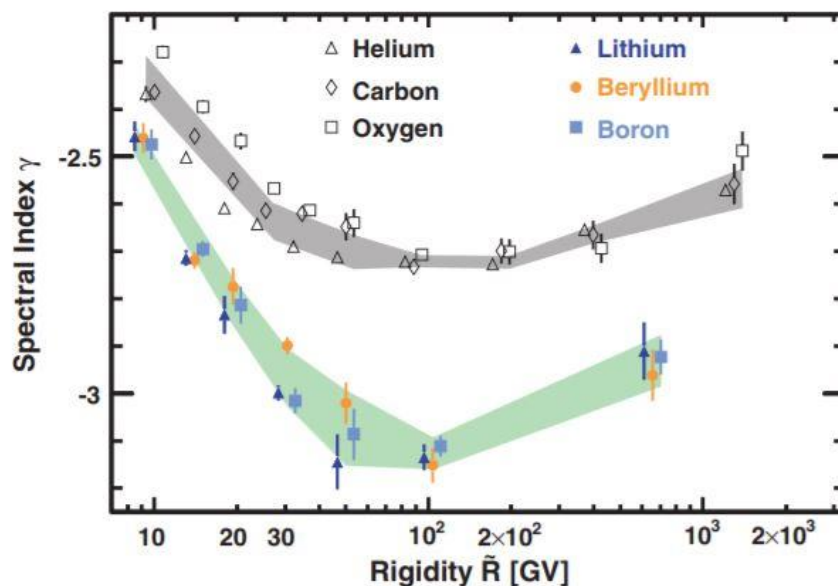 Helium
Carbon
Oxygen
Lithium
Beryllium
Boron
Spectral Index γ
-2.5
-3
10
20
30
10²
2×10²
10³
2×10³
Rigidity R̃ [GV]